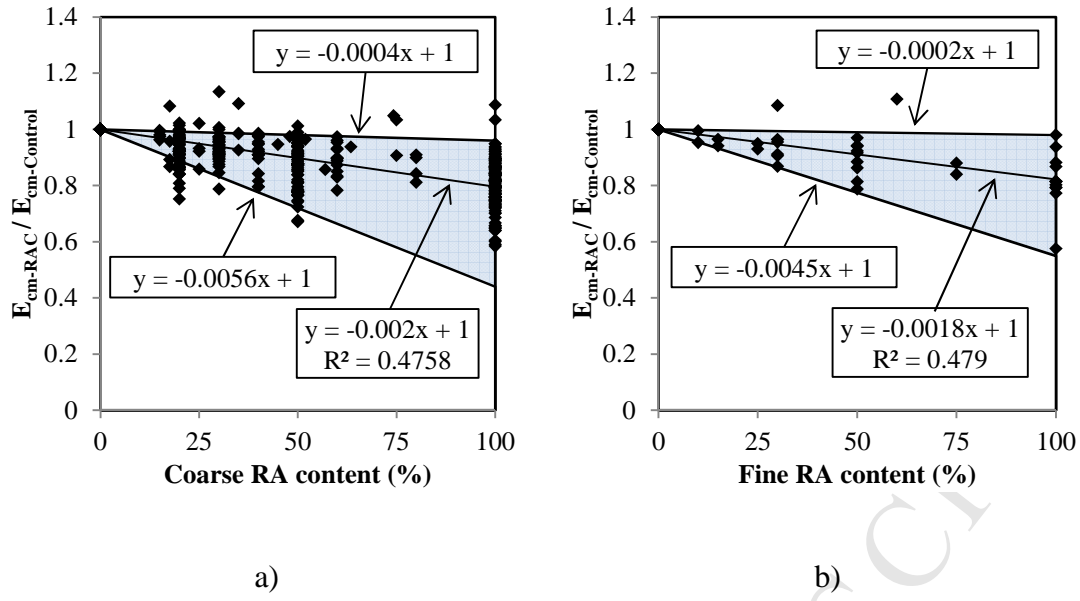 1.4
1.2
1
0.8
0.6
0.4
0.2
0
E_cm-RAC / E_cm-Control
y = -0.0004x + 1
y = -0.0056x + 1
y = -0.002x + 1
R² = 0.4758
0 25 50 75 100
Coarse RA content (%)
a)
1.4
1.2
1
0.8
0.6
0.4
0.2
0
E_cm-RAC / E_cm-Control
y = -0.0002x + 1
y = -0.0045x + 1
y = -0.0018x + 1
R² = 0.479
0 25 50 75 100
Fine RA content (%)
b)